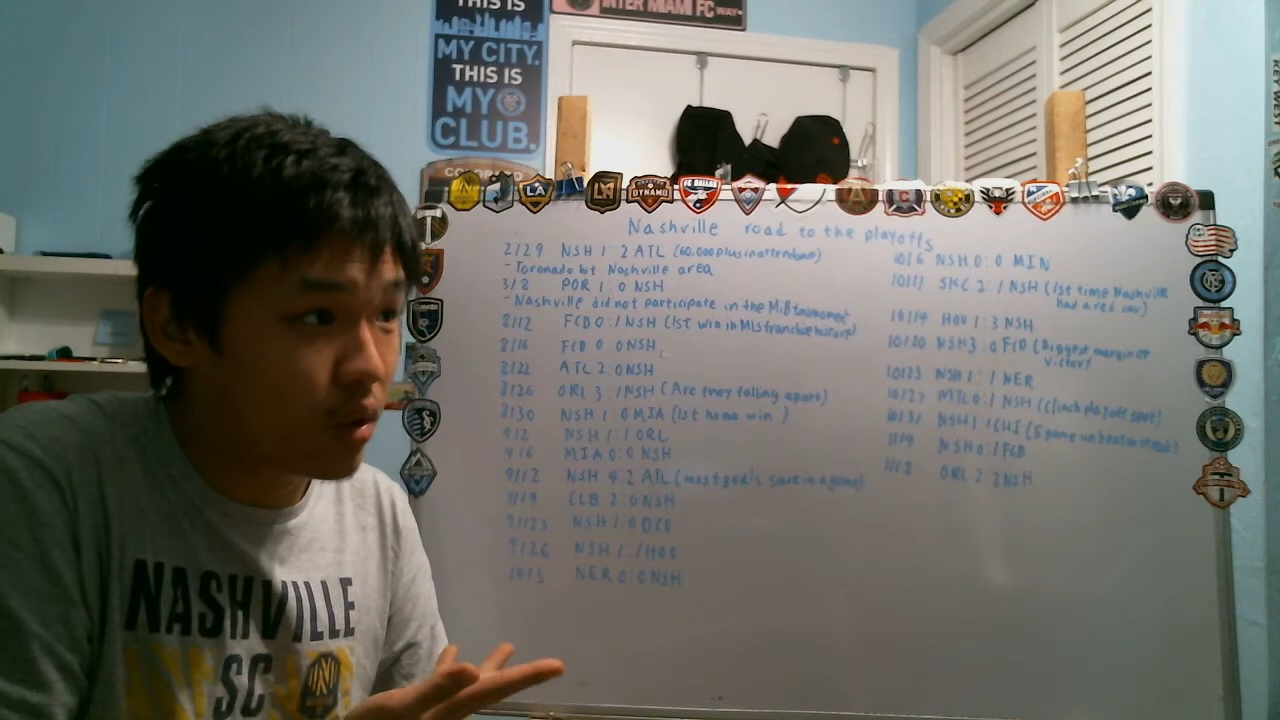 THIS IS
MY CITY.
THIS IS
MY
CLUB.
INTER MIAMI FC WAY
LA
DYNAMO
FC DALLAS
Nashville road to the playoffs
2/29 NSH 1:2 ATL (60,000 plus in attendance)
-Toronado hit Nashville area
3/8 POR 1:0 NSH
-Nashville did not participate in the MIB tournament
8/12 FCD 0:1 NSH (1st win in MLS franchise history)
8/16 FCD 0 0 NSH
8/22 ATL 2:0 NSH
8/26 ORL 3:1 NSH (Are they falling apart)
8/30 NSH 1:0 MIA (1st home win)
9/2 NSH 1:1 ORL
9/6 MIA 0:0 NSH
9/12 NSH 4:2 ATL (most goals score in a game)
9/19 CLB 2:0 NSH
9/23 NSH 1:0 DCU
9/26 NSH 1:1 HOU
10/3 NER 0:0 NSH
10/6 NSH 0:0 MIN
10/11 SKC 2:1 NSH (1st time Nashville
had a red
10/14 HOU 1:3 NSH
10/20 NSH 3:0 FCD (Biggest margin of
victory)
10/23 NSH 1:1 NER
10/27 MTL 0:1 NSH (Clinch playoff spot)
10/31 NSH 1:1 CHI (5 game unbeaten streak)
11/4 NSH 0:1 FCD
11/8 ORL 2:3 NSH
NASHVILLE
SC